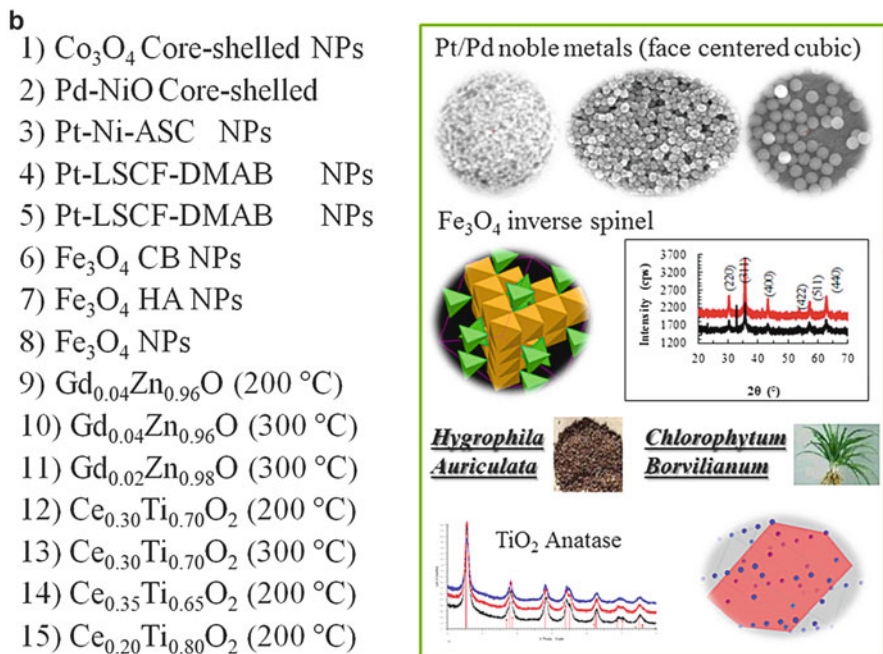 b
1) Co₃O₄ Core-shelled NPs
2) Pd-NiO Core-shelled
3) Pt-Ni-ASC NPs
4) Pt-LSCF-DMAB NPs
5) Pt-LSCF-DMAB NPs
6) Fe₃O₄ CB NPs
7) Fe₃O₄ HA NPs
8) Fe₃O₄ NPs
9) Gd₀.₀₄Zn₀.₉₆O (200 °C)
10) Gd₀.₀₄Zn₀.₉₆O (300 °C)
11) Gd₀.₀₂Zn₀.₉₈O (300 °C)
12) Ce₀.₃₀Ti₀.₇₀O₂ (200 °C)
13) Ce₀.₃₀Ti₀.₇₀O₂ (300 °C)
14) Ce₀.₃₅Ti₀.₆₅O₂ (200 °C)
15) Ce₀.₂₀Ti₀.₈₀O₂ (200 °C)
Pt/Pd noble metals (face centered cubic)
Fe₃O₄ inverse spinel
Intensity (cps)
3700
3200
2700
2200
1700
1200
(220)
(311)
(400)
(422)
(511)
(440)
20 30 40 50 60 70
2θ (°)
Hygrophila
Auriculata
Chlorophytum
Borvilianum
TiO₂ Anatase